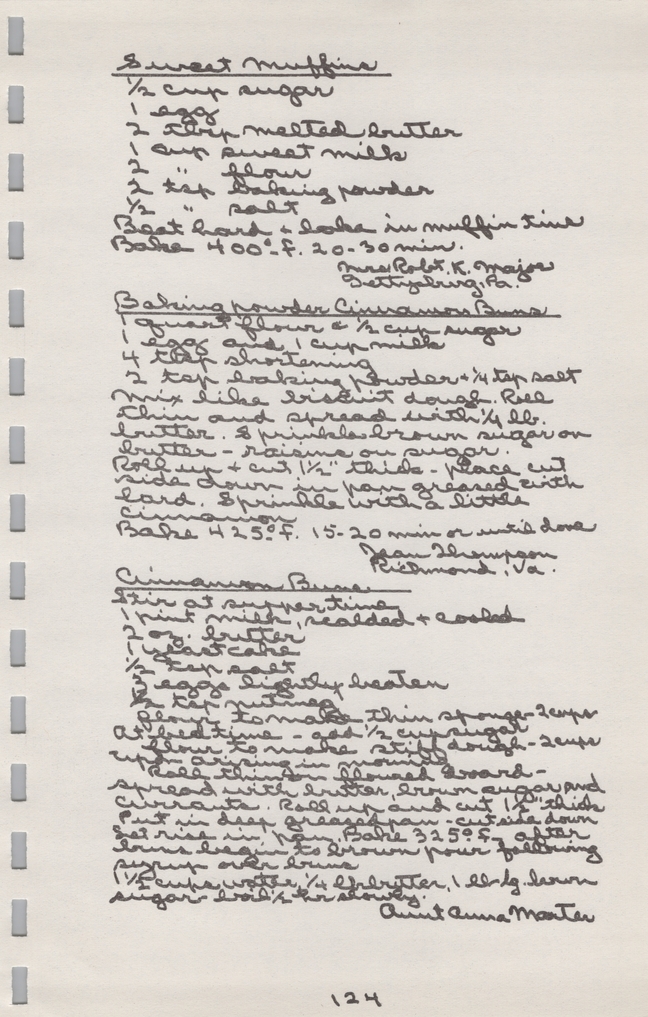 Sweet Muffins
1/2 cup sugar
1 egg
2 tbsp melted butter
1 cup sweet milk
2 " flour
2 tsp baking powder
1/2 " salt
Beat hard + bake in muffin tins
Bake 400° f. 20-30 min.
Mrs. Robt. K. Major
Gettysburg, Pa.
Baking powder Cinnamon Buns
1 quart flour & 1/2 cup sugar
1 egg and 1 cup milk
4 tbsp shortening
2 tsp baking powder + 1/4 tsp salt
Mix like biscuit dough. Roll
thin and spread with 1/4 lb.
butter. Sprinkle brown sugar on
butter - raisins on sugar.
Roll up + cut 1 1/2" thick - place cut
side down in pan greased with
lard. Sprinkle with a little
cinnamon
Bake 425° f. 15-20 min or until done
Jean Thompson
Richmond, Va.
Cinnamon Buns
Stir at suppertime
1 pint milk, scalded + cooled
2 oz. butter
1 yeastcake
1/2 tsp salt
3 eggs lightly beaten
1/2 tsp nutmeg
flour to make thin sponge - 2 cups
At bedtime - add 1/2 cup sugar
flour to make stiff dough - 2 cups
upon arising in morning
Roll thin on floured board -
spread with butter, brown sugar and
currants. Roll up and cut 1 1/2" thick
Put in deep greased pan - cut side down
Let rise in pan. Bake 325° f. after
buns begin to brown pour following
syrup over buns
1 1/2 cups water, 1/4 lb butter, 1 lb brown
sugar - boil 1/2 hr slowly.
Aunt Anna
124